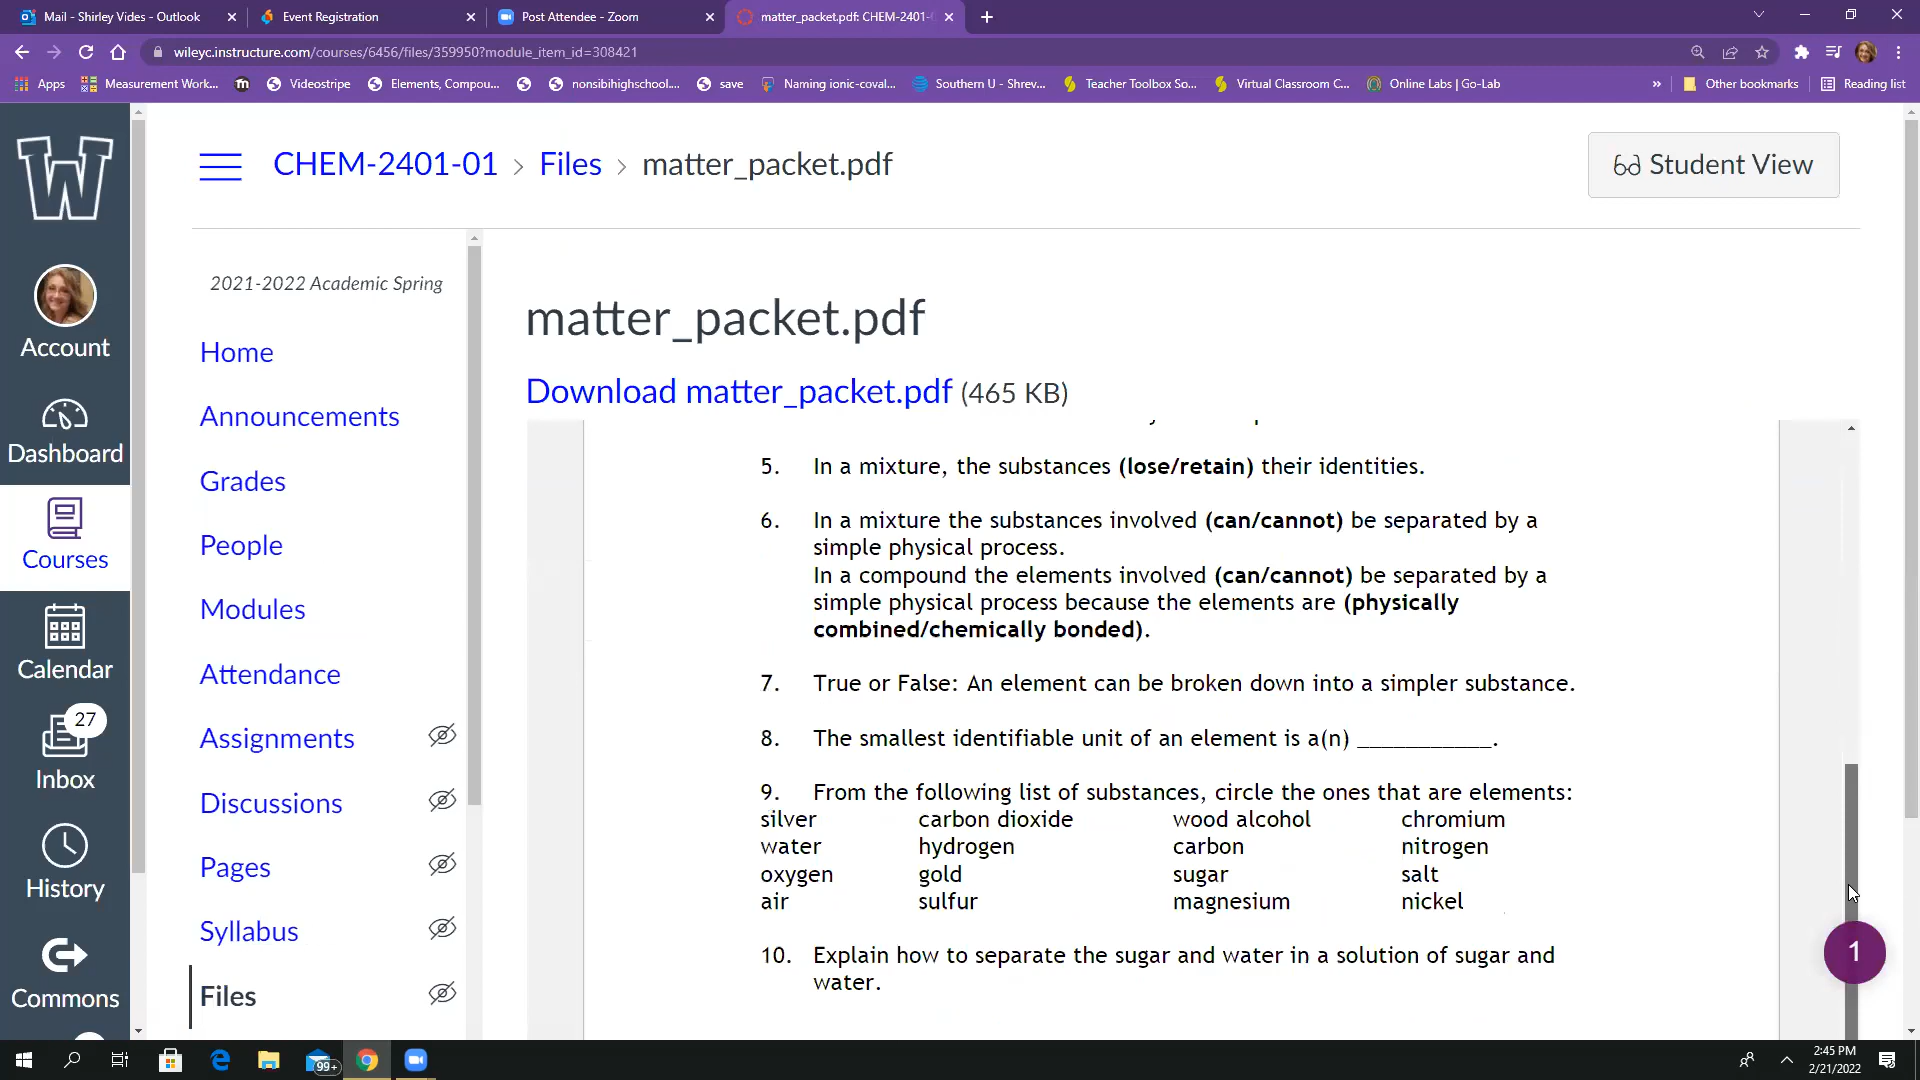 Mail - Shirley Vides - Outlook
Event Registration
Post Attendee - Zoom
matter_packet.pdf: CHEM-2401-
wileyc.instructure.com/courses/6456/files/359950?module_item_id=308421
Apps
Measurement Work...
Videostripe
Elements, Compou...
nonsibihighschool....
save
Naming ionic-coval...
Southern U - Shrev...
Teacher Toolbox So...
Virtual Classroom C...
Online Labs | Go-Lab
»
Other bookmarks
Reading list
W
CHEM-2401-01 > Files > matter_packet.pdf
Student View
Account
Dashboard
Courses
Calendar
27
Inbox
History
Commons
2021-2022 Academic Spring
Home
Announcements
Grades
People
Modules
Attendance
Assignments
Discussions
Pages
Syllabus
Files
matter_packet.pdf
Download matter_packet.pdf (465 KB)
5. In a mixture, the substances (lose/retain) their identities.
6. In a mixture the substances involved (can/cannot) be separated by a
simple physical process.
In a compound the elements involved (can/cannot) be separated by a
simple physical process because the elements are (physically
combined/chemically bonded).
7. True or False: An element can be broken down into a simpler substance.
8. The smallest identifiable unit of an element is a(n) ___________.
9. From the following list of substances, circle the ones that are elements:
silver carbon dioxide wood alcohol chromium
water hydrogen carbon nitrogen
oxygen gold sugar salt
air sulfur magnesium nickel
10. Explain how to separate the sugar and water in a solution of sugar and
water.
1
99+
2:45 PM
2/21/2022